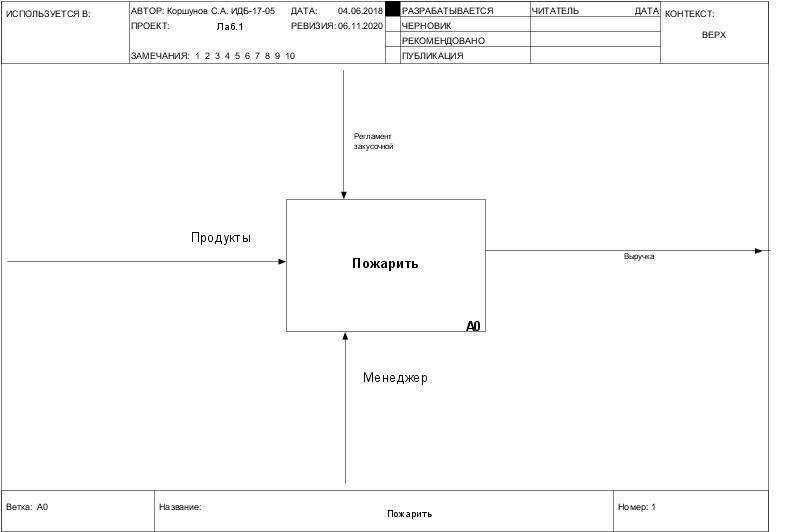 ИСПОЛЬЗУЕТСЯ В:
АВТОР: Коршунов С.А. ИДБ-17-05 ДАТА: 04.06.2018
ПРОЕКТ: Лаб.1 РЕВИЗИЯ: 06.11.2020
ЗАМЕЧАНИЯ: 1 2 3 4 5 6 7 8 9 10
РАЗРАБАТЫВАЕТСЯ
ЧЕРНОВИК
РЕКОМЕНДОВАНО
ПУБЛИКАЦИЯ
ЧИТАТЕЛЬ ДАТА
КОНТЕКСТ:
ВЕРХ
Регламент
закусочной
Продукты
Пожарить
A0
Выручка
Менеджер
Ветка: A0
Название:
Пожарить
Номер: 1